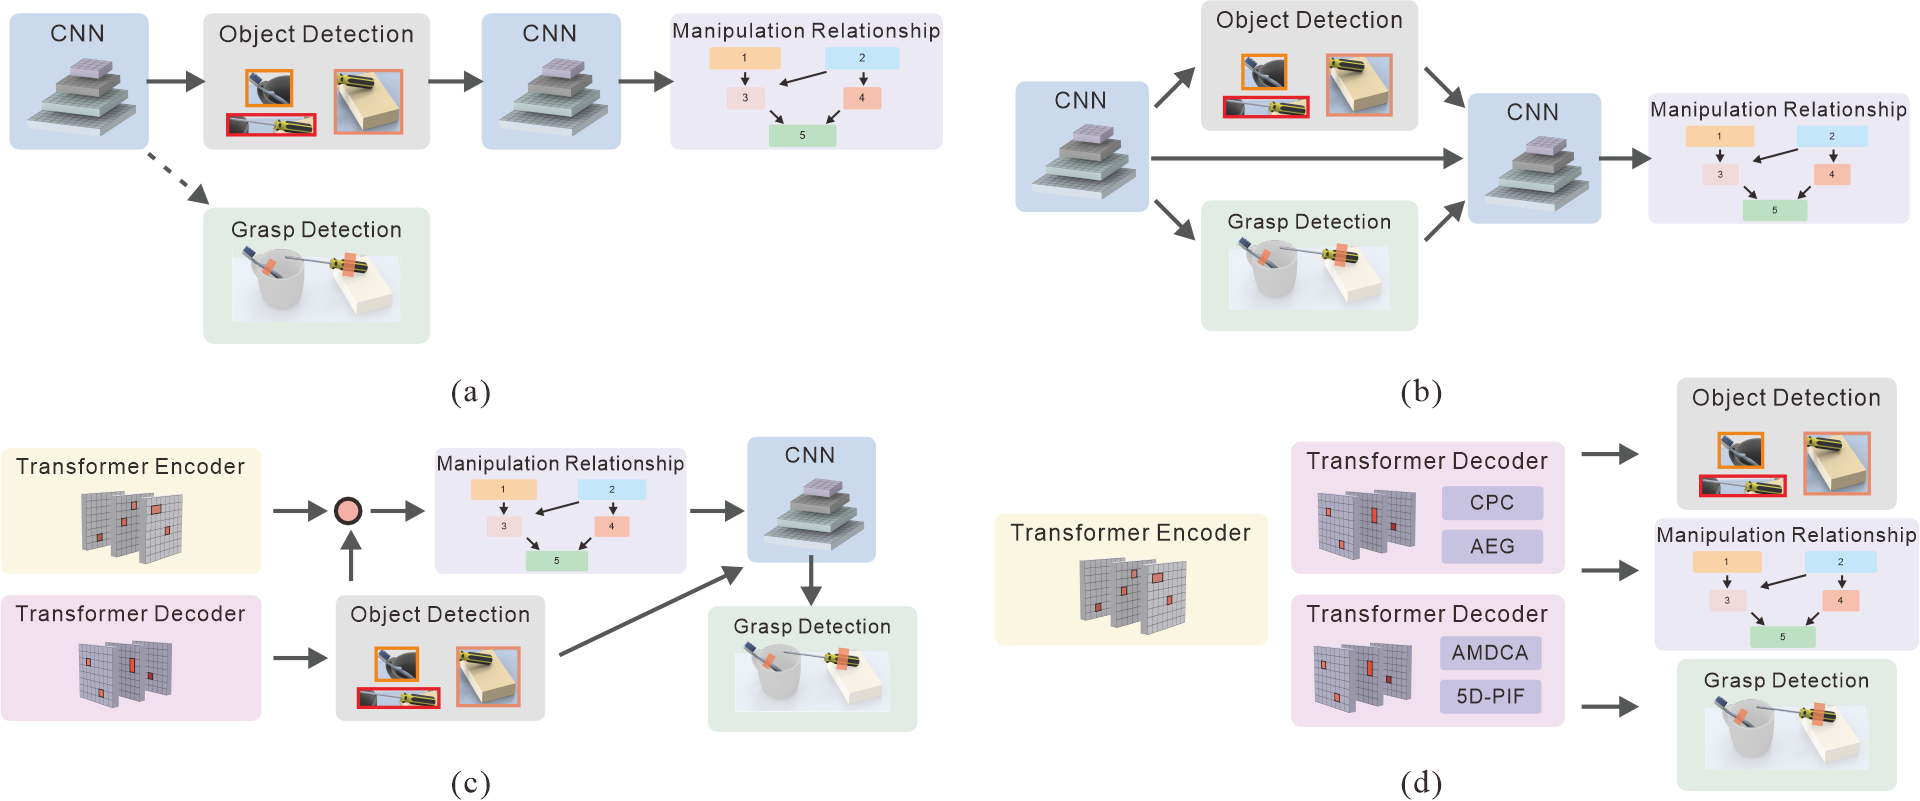 CNN
Object Detection
CNN
Manipulation Relationship
1
2
3
4
5
Grasp Detection
(a)
Object Detection
CNN
CNN
Manipulation Relationship
1
2
3
4
5
Grasp Detection
(b)
Transformer Encoder
Manipulation Relationship
1
2
3
4
5
CNN
Transformer Decoder
Object Detection
Grasp Detection
(c)
Object Detection
Transformer Decoder
CPC
AEG
Transformer Encoder
Manipulation Relationship
1
2
3
4
5
Transformer Decoder
AMDCA
5D-PIF
Grasp Detection
(d)